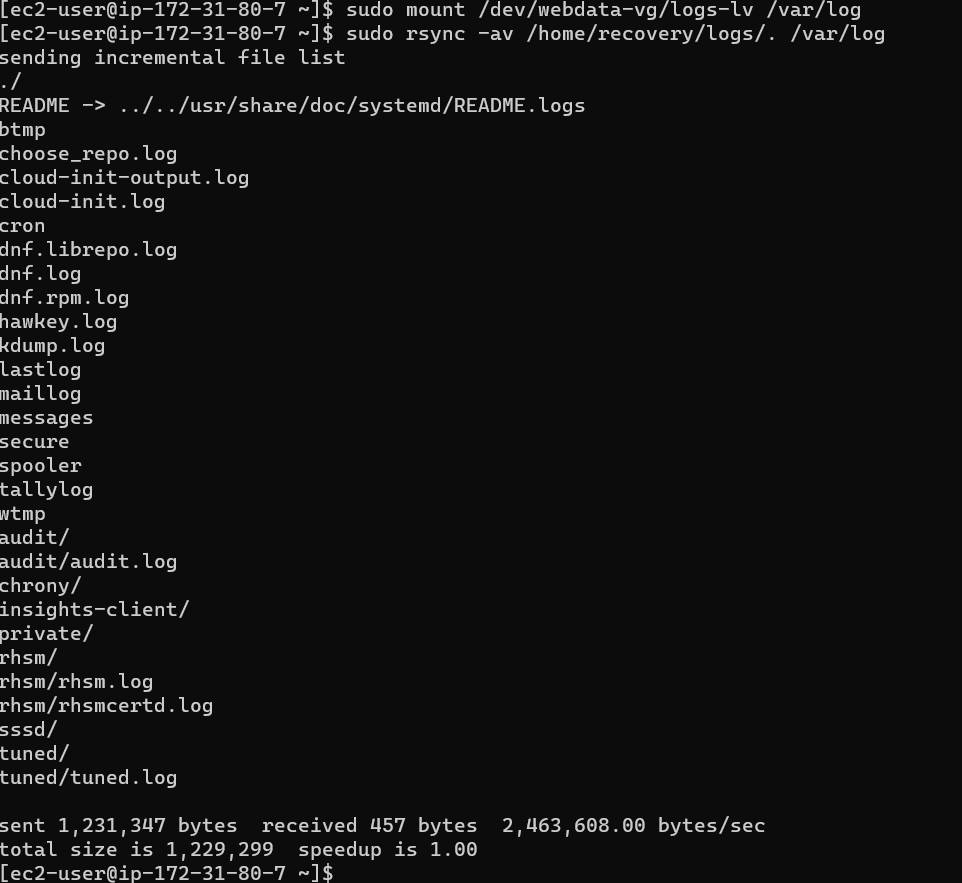 [ec2-user@ip-172-31-80-7 ~]$ sudo mount /dev/webdata-vg/logs-lv /var/log
[ec2-user@ip-172-31-80-7 ~]$ sudo rsync -av /home/recovery/logs/. /var/log
sending incremental file list
./
README -> ../../usr/share/doc/systemd/README.logs
btmp
choose_repo.log
cloud-init-output.log
cloud-init.log
cron
dnf.librepo.log
dnf.log
dnf.rpm.log
hawkey.log
kdump.log
lastlog
maillog
messages
secure
spooler
tallylog
wtmp
audit/
audit/audit.log
chrony/
insights-client/
private/
rhsm/
rhsm/rhsm.log
rhsm/rhsmcertd.log
sssd/
tuned/
tuned/tuned.log
sent 1,231,347 bytes  received 457 bytes  2,463,608.00 bytes/sec
total size is 1,229,299  speedup is 1.00
[ec2-user@ip-172-31-80-7 ~]$